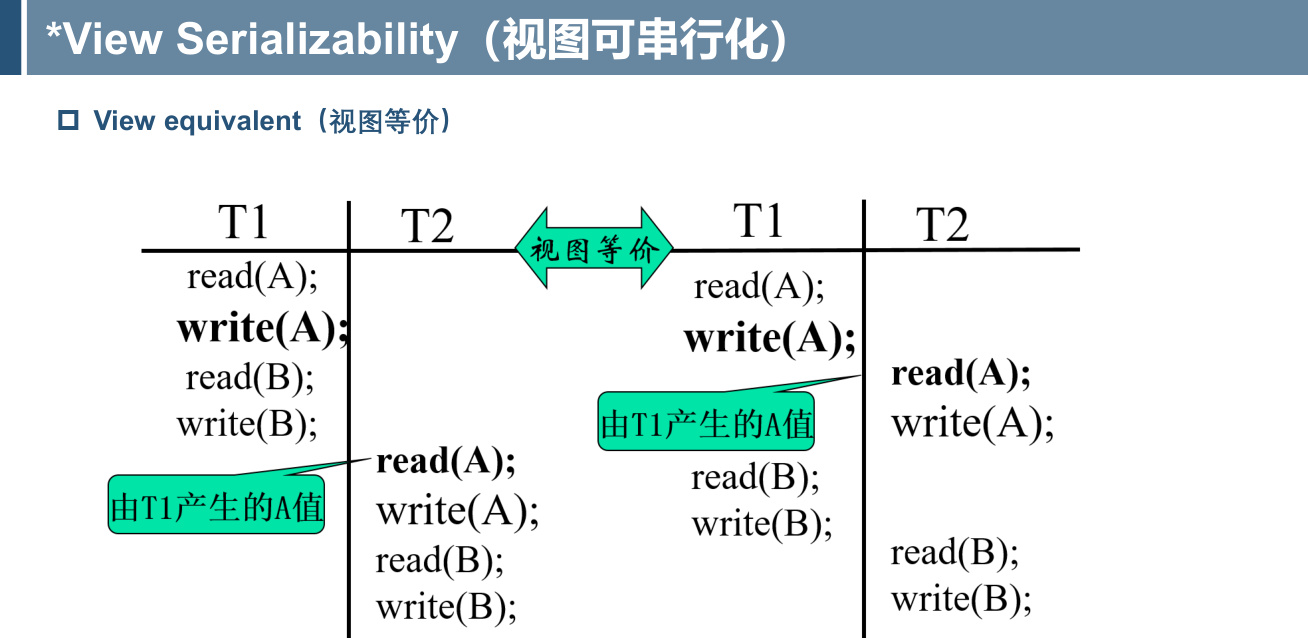 *View Serializability（视图可串行化）
View equivalent（视图等价）
T1
T2
read(A);
write(A);
read(B);
write(B);
由T1产生的A值
read(A);
write(A);
read(B);
write(B);
视图等价
T1
T2
read(A);
write(A);
read(A);
write(A);
由T1产生的A值
read(B);
write(B);
read(B);
write(B);